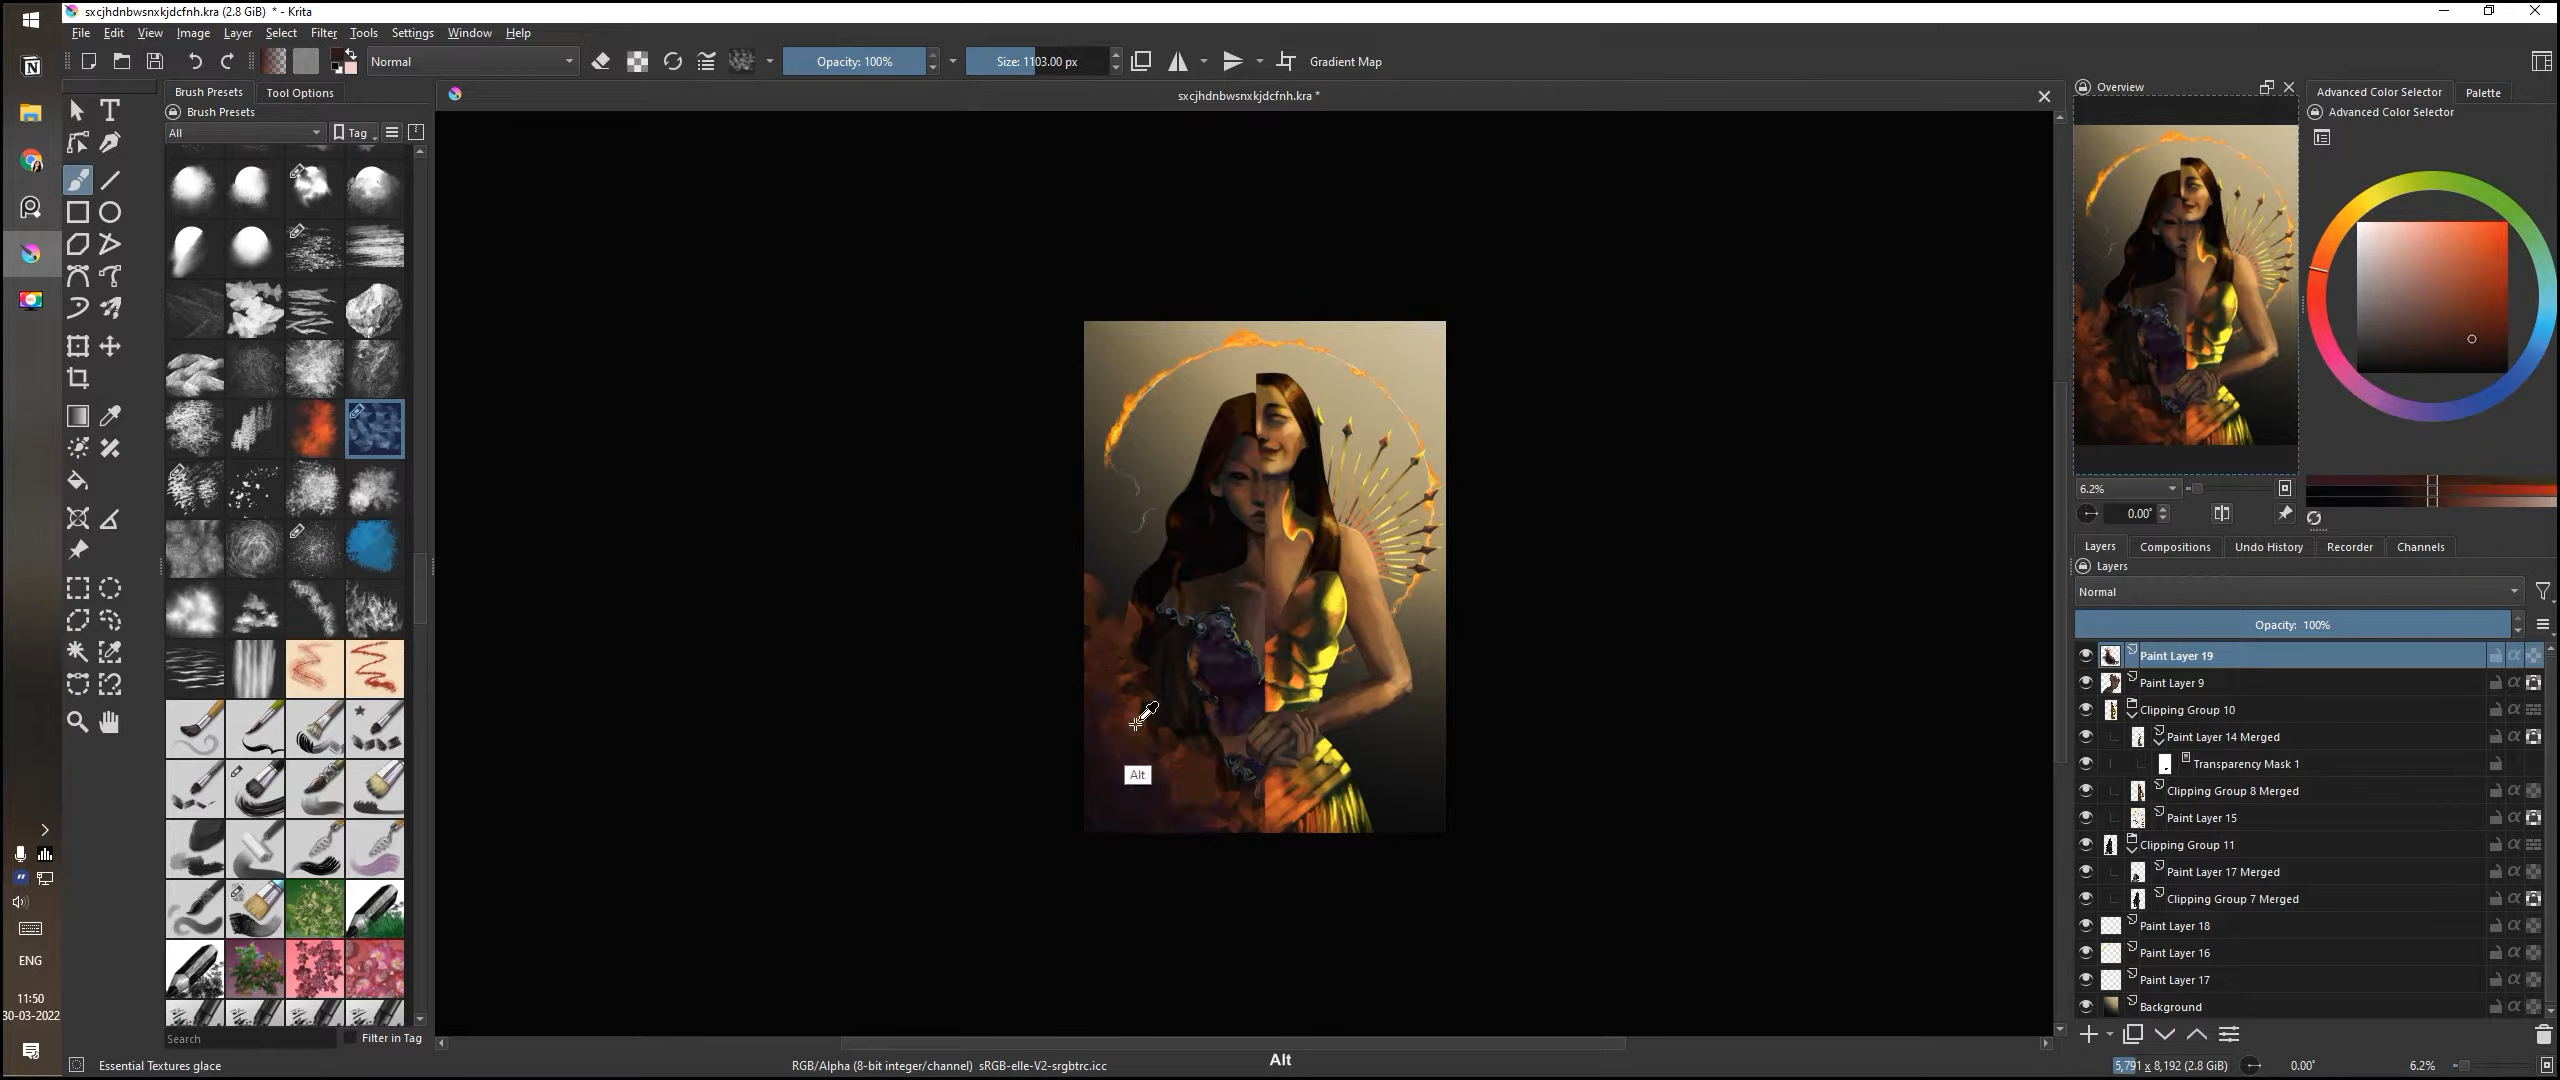 sxcjhdnbwsnxkjdcfnh.kra (2.8 GiB) * - Krita
File Edit View Image Layer Filter Select Tools Settings Window Help
Normal
Opacity: 100%
Size: 1103.00 px
Gradient Map
Brush Presets
Tool Options
Brush Presets
All
Tag
sxcjhdnbwsnxkjdcfnh.kra *
Alt
Search
Filter in Tag
Essential Textures glace
RGB/Alpha (8-bit integer/channel) sRGB-elle-V2-srgbtrc.icc
Alt
Overview
6.2%
0.00°
Advanced Color Selector
Palette
Advanced Color Selector
Layers
Compositions
Undo History
Recorder
Channels
Layers
Normal
Opacity: 100%
Paint Layer 19
Paint Layer 9
Clipping Group 10
Paint Layer 14 Merged
Transparency Mask 1
Clipping Group 8 Merged
Paint Layer 15
Clipping Group 11
Paint Layer 17 Merged
Clipping Group 7 Merged
Paint Layer 18
Paint Layer 16
Paint Layer 17
Background
5,791 x 8,192 (2.8 GiB)
0.00°
6.2%
ENG
11:50
30-03-2022